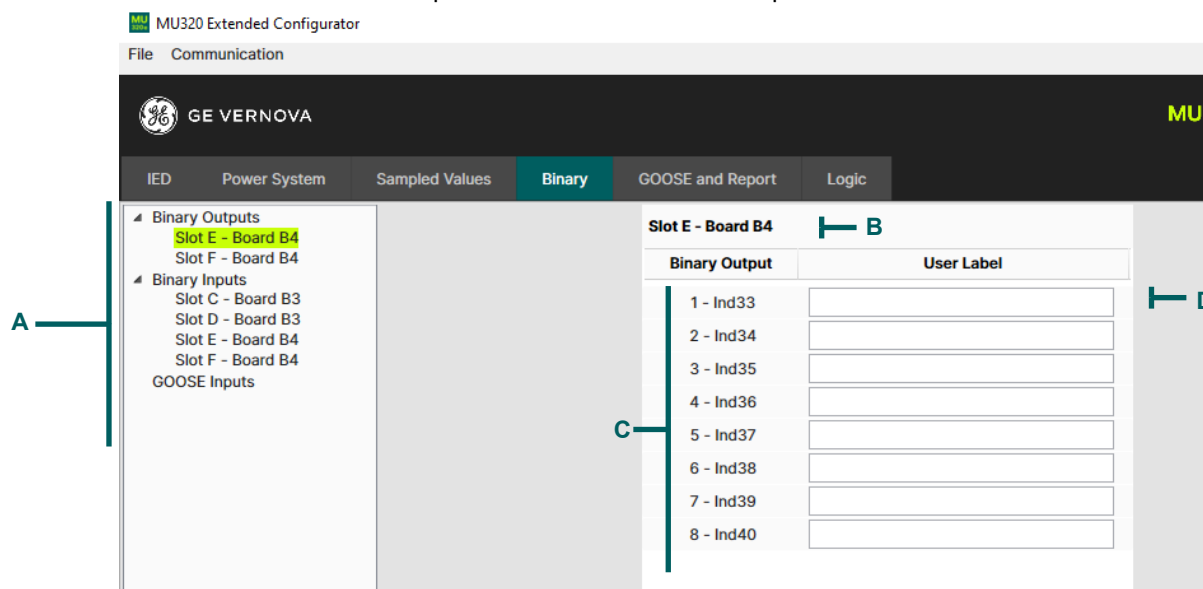 MU320 Extended Configurator
File Communication
GE VERNOVA
MU
IED Power System Sampled Values Binary GOOSE and Report Logic
Binary Outputs
Slot E - Board B4
Slot F - Board B4
Binary Inputs
Slot C - Board B3
Slot D - Board B3
Slot E - Board B4
Slot F - Board B4
GOOSE Inputs
A
Slot E - Board B4
B
Binary Output User Label
1 - Ind33
2 - Ind34
3 - Ind35
4 - Ind36
5 - Ind37
6 - Ind38
7 - Ind39
8 - Ind40
C